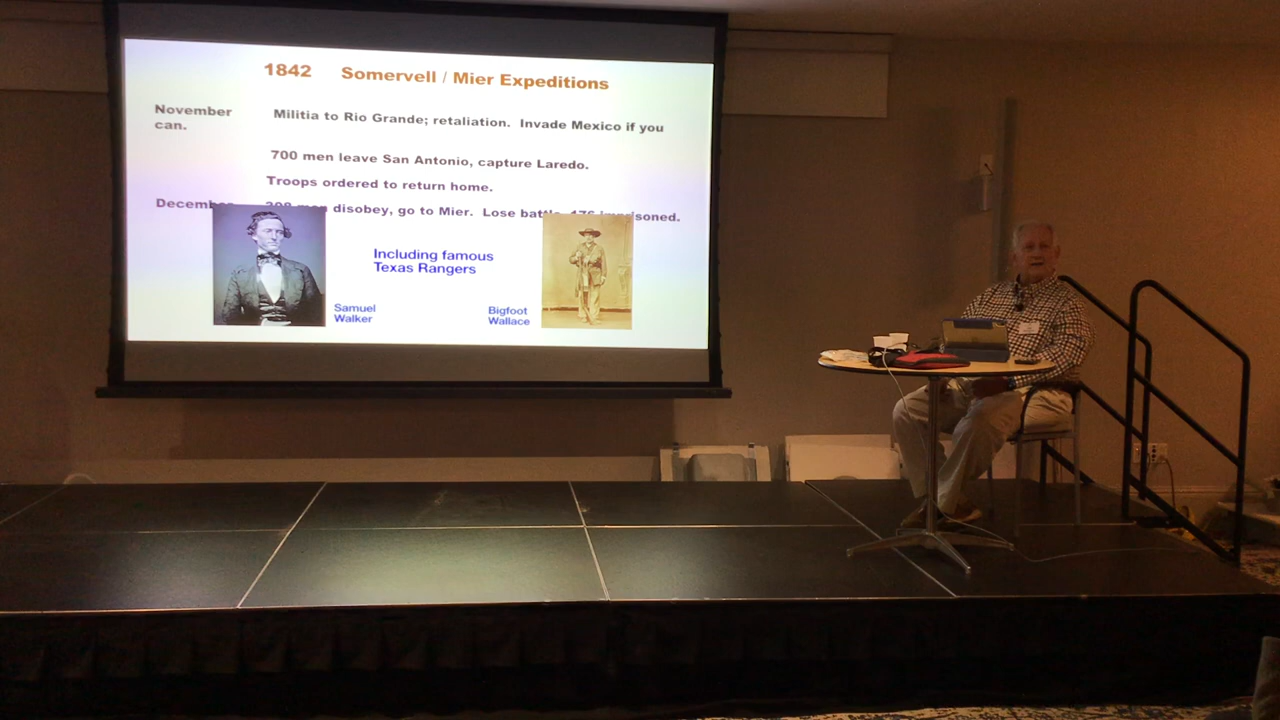 1842 Somervell / Mier Expeditions
November Militia to Rio Grande; retaliation. Invade Mexico if you
can.
700 men leave San Antonio, capture Laredo.
Troops ordered to return home.
disobey, go to Mier. Lose
Including famous
Texas Rangers
Samuel
Walker
Bigfoot
Wallace